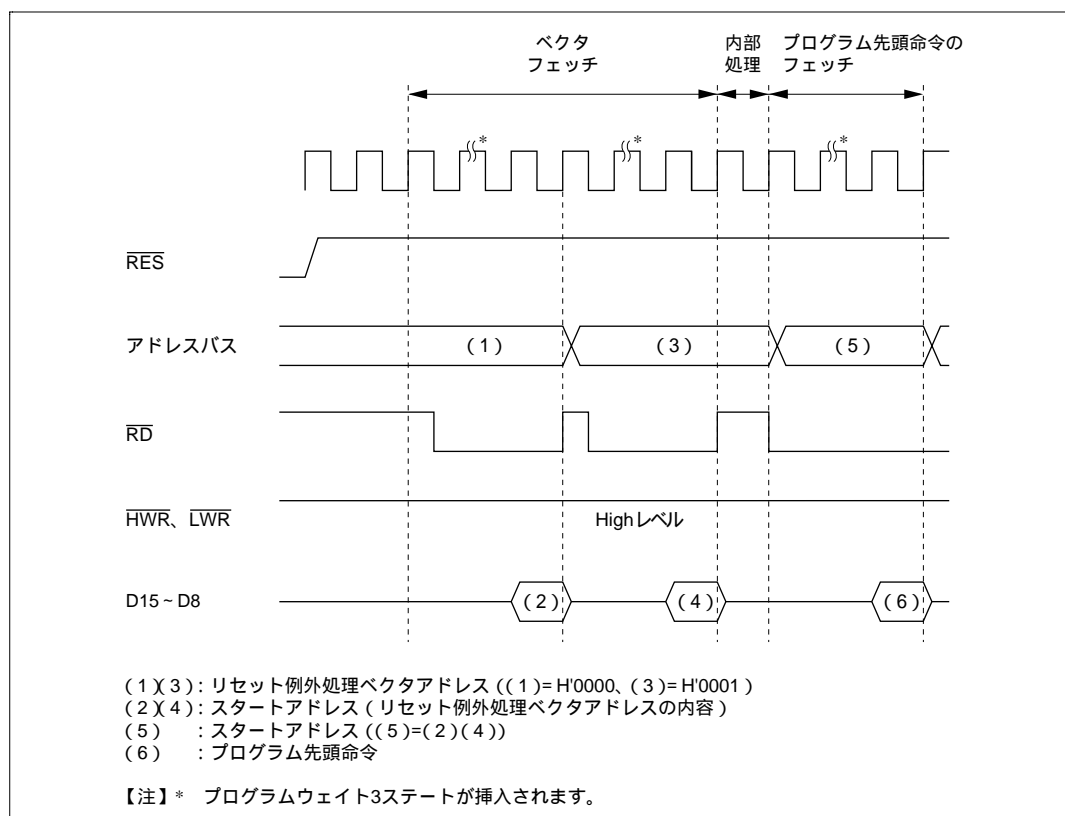 ベクタ
フェッチ
内部
処理
プログラム先頭命令の
フェッチ
*
*
*
RES
アドレスバス
(1)
(3)
(5)
RD
HWR、LWR
Highレベル
D15~D8
(2)
(4)
(6)
(1)(3): リセット例外処理ベクタアドレス ((1)= H'0000、(3)= H'0001)
(2)(4): スタートアドレス (リセット例外処理ベクタアドレスの内容)
(5) : スタートアドレス ((5)=(2)(4))
(6) : プログラム先頭命令
【注】* プログラムウェイト3ステートが挿入されます。